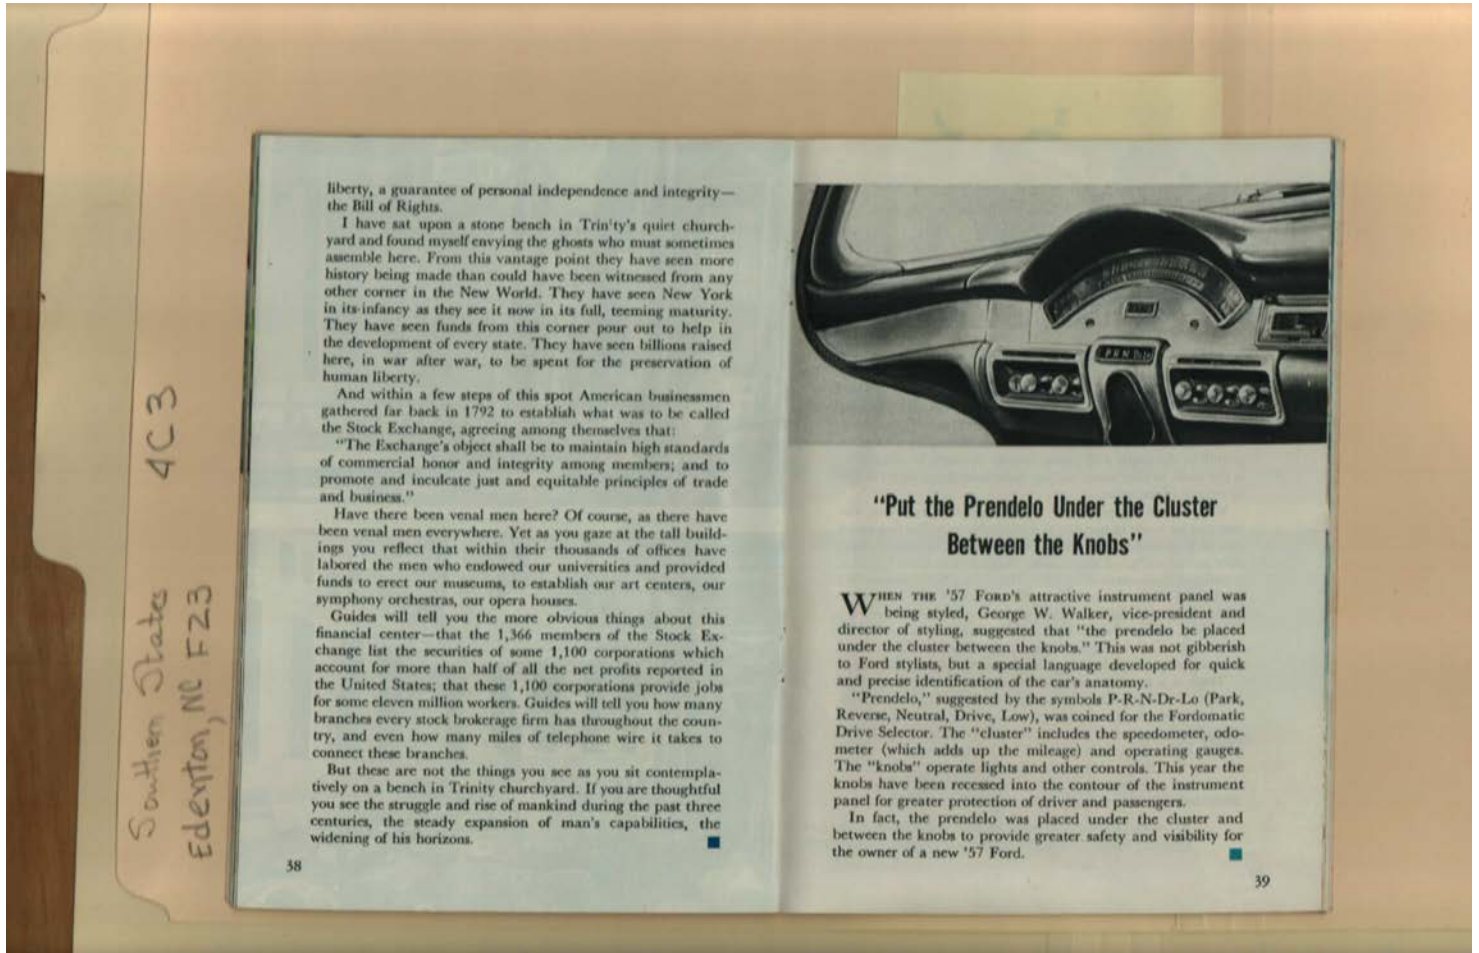 Southern States 4C3
Edenton, NC F23
liberty, a guarantee of personal independence and integrity—
the Bill of Rights.
I have sat upon a stone bench in Trinity's quiet church-
yard and found myself envying the ghosts who must sometimes
assemble here. From this vantage point they have seen more
history being made than could have been witnessed from any
other corner in the New World. They have seen New York
in its infancy as they see it now in its full, teeming maturity.
They have seen funds from this corner pour out to help in
the development of every state. They have seen billions raised
here, in war after war, to be spent for the preservation of
human liberty.
And within a few steps of this spot American businessmen
gathered far back in 1792 to establish what was to be called
the Stock Exchange, agreeing among themselves that:
"The Exchange's object shall be to maintain high standards
of commercial honor and integrity among members; and to
promote and inculcate just and equitable principles of trade
and business."
Have there been venal men here? Of course, as there have
been venal men everywhere. Yet as you gaze at the tall build-
ings you reflect that within their thousands of offices have
labored the men who endowed our universities and provided
funds to erect our museums, to establish our art centers, our
symphony orchestras, our opera houses.
Guides will tell you the more obvious things about this
financial center—that the 1,366 members of the Stock Ex-
change list the securities of some 1,100 corporations which
account for more than half of all the net profits reported in
the United States; that these 1,100 corporations provide jobs
for some eleven million workers. Guides will tell you how many
branches every stock brokerage firm has throughout the coun-
try, and even how many miles of telephone wire it takes to
connect these branches.
But these are not the things you see as you sit contempla-
tively on a bench in Trinity churchyard. If you are thoughtful
you see the struggle and rise of mankind during the past three
centuries, the steady expansion of man's capabilities, the
widening of his horizons.
38
P R N Dr Lo
"Put the Prendelo Under the Cluster
Between the Knobs"
WHEN THE '57 FORD'S attractive instrument panel was
being styled, George W. Walker, vice-president and
director of styling, suggested that "the prendelo be placed
under the cluster between the knobs." This was not gibberish
to Ford stylists, but a special language developed for quick
and precise identification of the car's anatomy.
"Prendelo," suggested by the symbols P-R-N-Dr-Lo (Park,
Reverse, Neutral, Drive, Low), was coined for the Fordomatic
Drive Selector. The "cluster" includes the speedometer, odo-
meter (which adds up the mileage) and operating gauges.
The "knobs" operate lights and other controls. This year the
knobs have been recessed into the contour of the instrument
panel for greater protection of driver and passengers.
In fact, the prendelo was placed under the cluster and
between the knobs to provide greater safety and visibility for
the owner of a new '57 Ford.
39